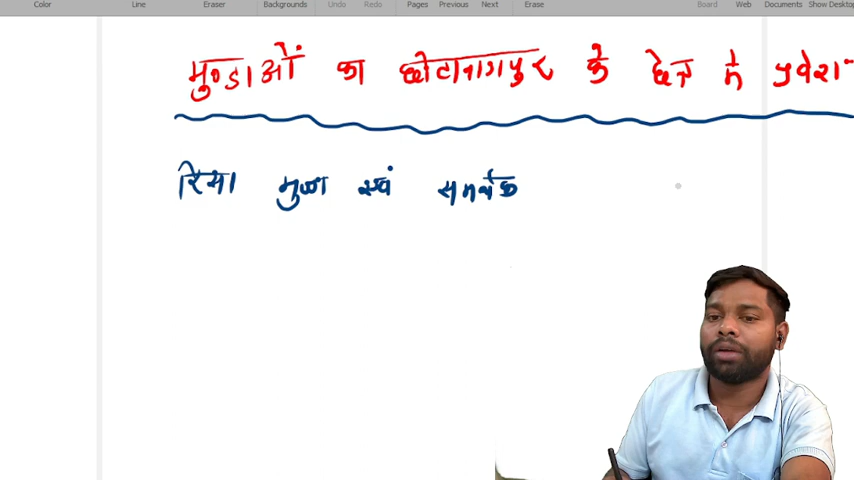 Color Line Eraser Backgrounds Undo Redo Pages Previous Next Erase Board Web Documents Show Desktop
मुण्डाओं का छोटानागपुर के क्षेत्र में प्रवेश
रिसा मुण्डा एवं समर्थक